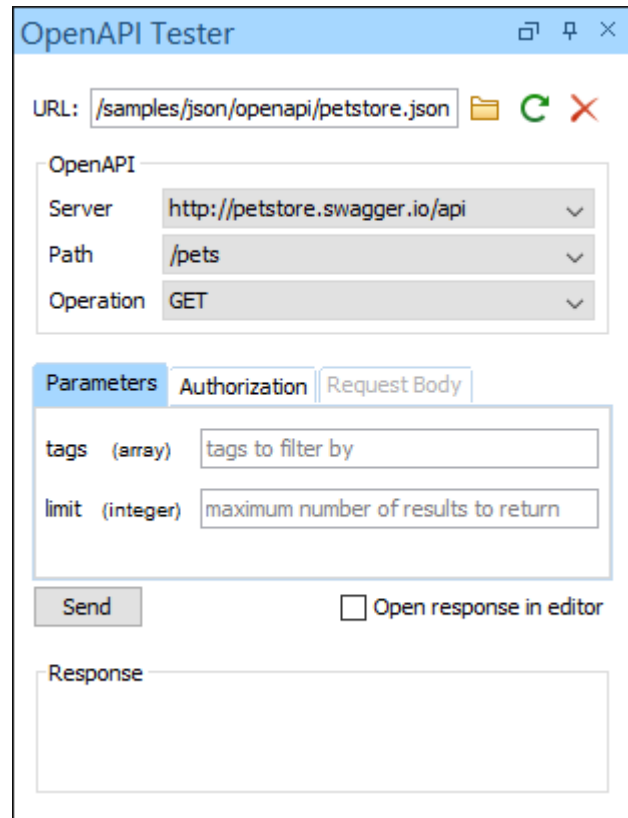 OpenAPI Tester
URL: /samples/json/openapi/petstore.json
OpenAPI
Server http://petstore.swagger.io/api
Path /pets
Operation GET
Parameters Authorization Request Body
tags (array) tags to filter by
limit (integer) maximum number of results to return
Send Open response in editor
Response